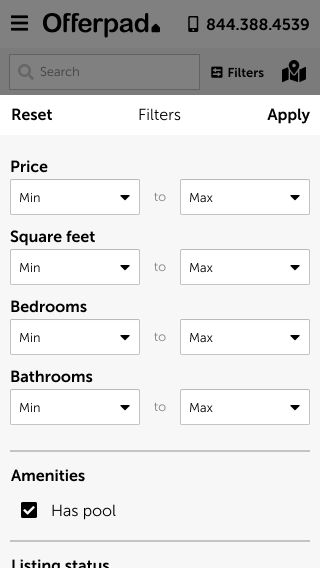 Offerpad. 844.388.4539
Search Filters
Reset Filters Apply
Price
Min to Max
Square feet
Min to Max
Bedrooms
Min to Max
Bathrooms
Min to Max
Amenities
Has pool
Listing status